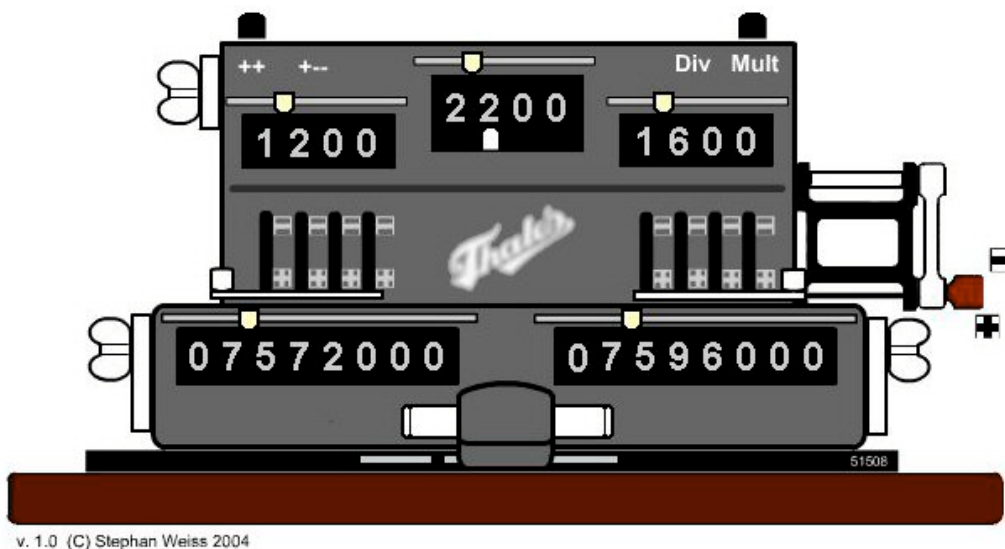 ++ +-- 2200 Div Mult
1200 1600
Thales
07572000 07596000
51508
v. 1.0 (C) Stephan Weiss 2004